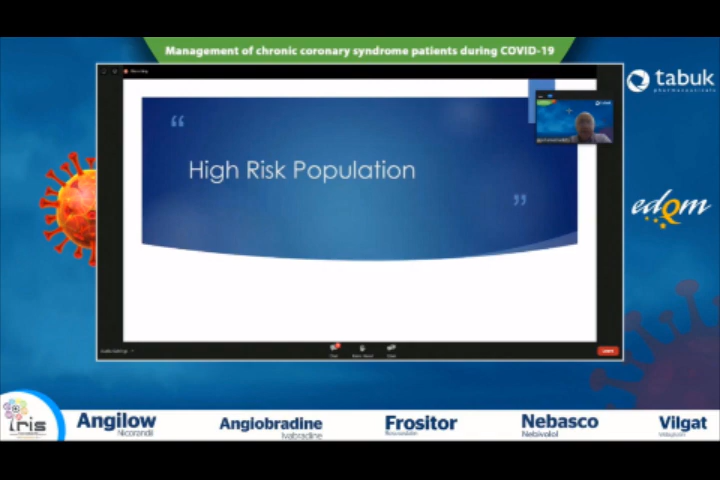 Management of chronic coronary syndrome patients during COVID-19
tabuk
pharmaceuticals
“
High Risk Population
”
edqm
Angilow
Nicorandil
Angiobradine
Ivabradine
Frositor
Nebasco
Nebivolol
Vilgat
iris